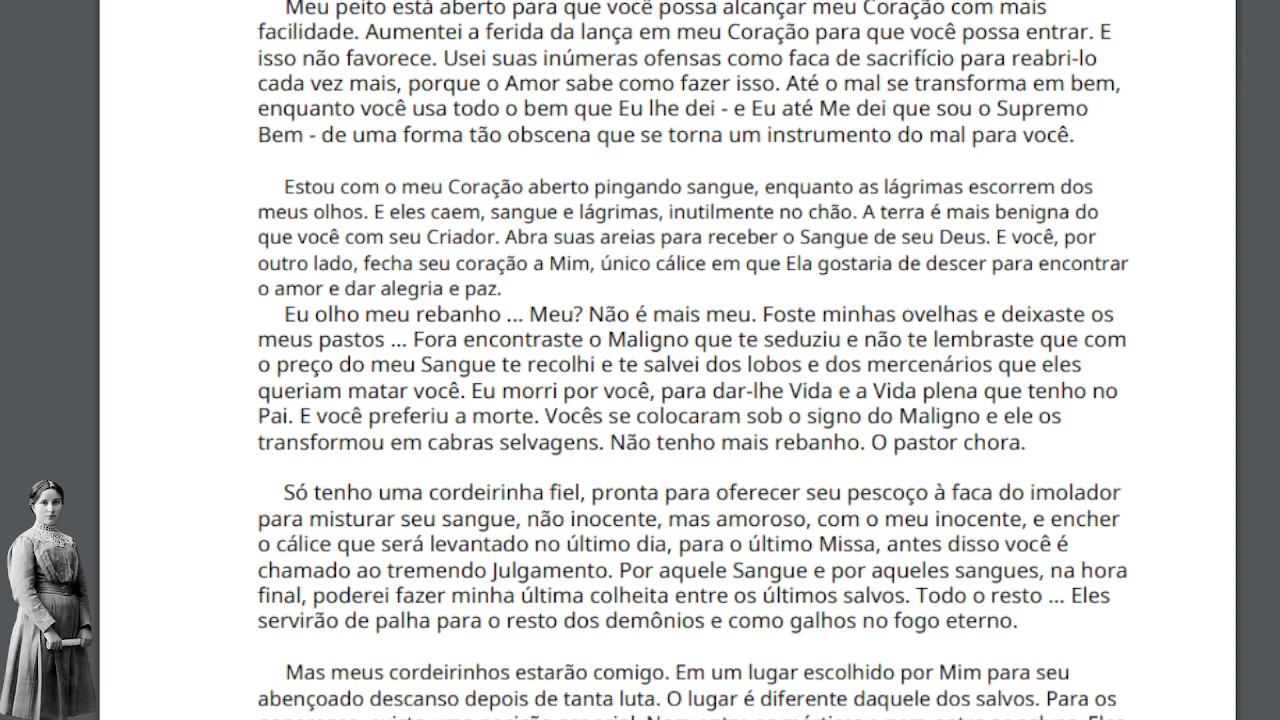 Meu peito está aberto para que você possa alcançar meu Coração com mais
facilidade. Aumentei a ferida da lança em meu Coração para que você possa entrar. E
isso não favorece. Usei suas inúmeras ofensas como faca de sacrifício para reabri-lo
cada vez mais, porque o Amor sabe como fazer isso. Até o mal se transforma em bem,
enquanto você usa todo o bem que Eu lhe dei - e Eu até Me dei que sou o Supremo
Bem - de uma forma tão obscena que se torna um instrumento do mal para você.
Estou com o meu Coração aberto pingando sangue, enquanto as lágrimas escorrem dos
meus olhos. E eles caem, sangue e lágrimas, inutilmente no chão. A terra é mais benigna do
que você com seu Criador. Abra suas areias para receber o Sangue de seu Deus. E você, por
outro lado, fecha seu coração a Mim, único cálice em que Ela gostaria de descer para encontrar
o amor e dar alegria e paz.
Eu olho meu rebanho ... Meu? Não é mais meu. Foste minhas ovelhas e deixaste os
meus pastos ... Fora encontraste o Maligno que te seduziu e não te lembraste que com
o preço do meu Sangue te recolhi e te salvei dos lobos e dos mercenários que eles
queriam matar você. Eu morri por você, para dar-lhe Vida e a Vida plena que tenho no
Pai. E você preferiu a morte. Vocês se colocaram sob o signo do Maligno e ele os
transformou em cabras selvagens. Não tenho mais rebanho. O pastor chora.
Só tenho uma cordeirinha fiel, pronta para oferecer seu pescoço à faca do imolador
para misturar seu sangue, não inocente, mas amoroso, com o meu inocente, e encher
o cálice que será levantado no último dia, para o último Missa, antes disso você é
chamado ao tremendo Julgamento. Por aquele Sangue e por aqueles sangues, na hora
final, poderei fazer minha última colheita entre os últimos salvos. Todo o resto ... Eles
servirão de palha para o resto dos demônios e como galhos no fogo eterno.
Mas meus cordeirinhos estarão comigo. Em um lugar escolhido por Mim para seu
abençoado descanso depois de tanta luta. O lugar é diferente daquele dos salvos. Para os